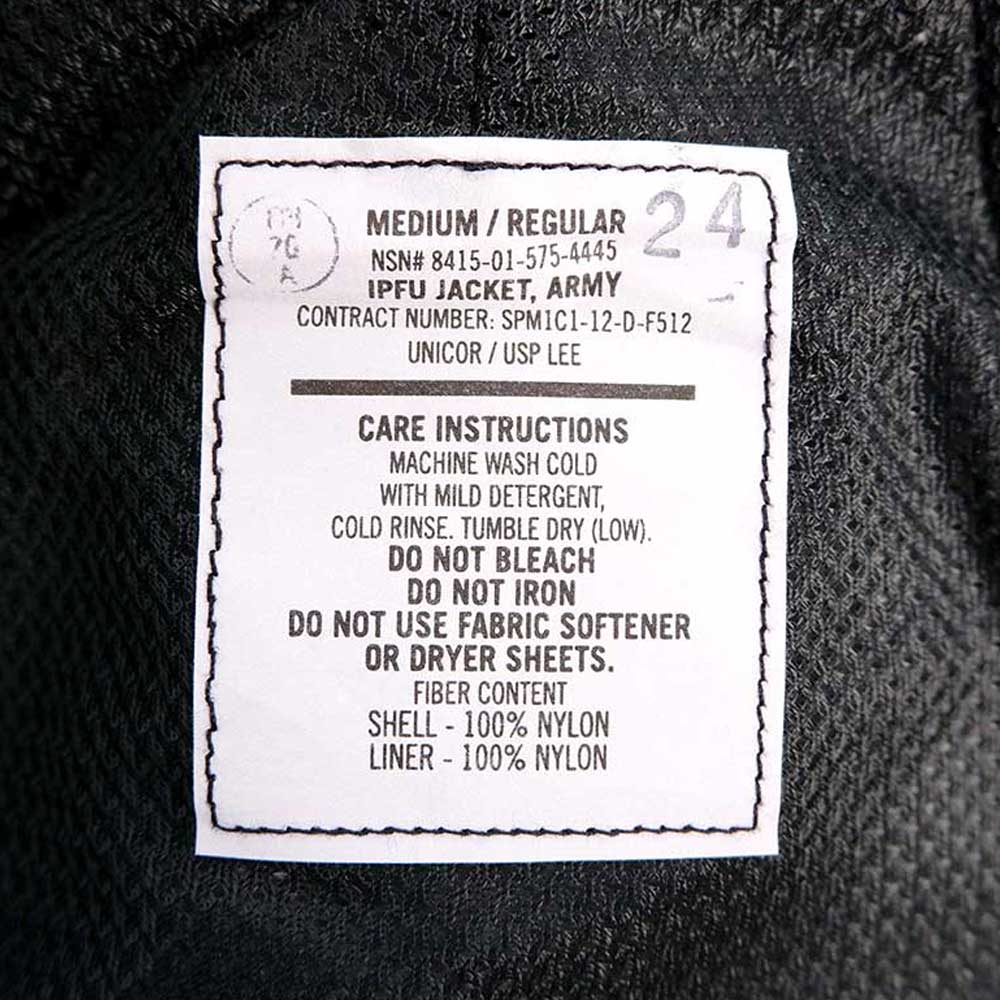 MEDIUM / REGULAR
24
NSN# 8415-01-575-4445
IPFU JACKET, ARMY
CONTRACT NUMBER: SPM1C1-12-D-F512
UNICOR / USP LEE
CARE INSTRUCTIONS
MACHINE WASH COLD
WITH MILD DETERGENT,
COLD RINSE. TUMBLE DRY (LOW).
DO NOT BLEACH
DO NOT IRON
DO NOT USE FABRIC SOFTENER
OR DRYER SHEETS.
FIBER CONTENT
SHELL - 100% NYLON
LINER - 100% NYLON